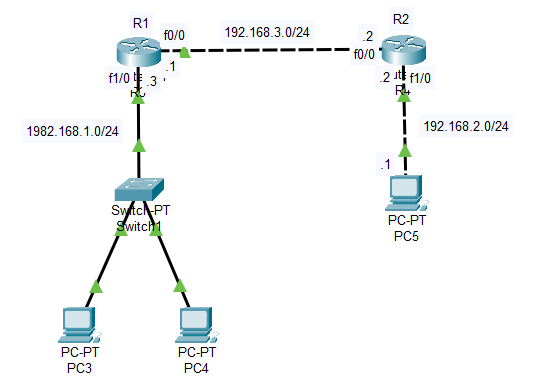 R1
R2
192.168.3.0/24
f0/0
.2
f0/0
.1
f1/0
.3
.2
f1/0
1982.168.1.0/24
192.168.2.0/24
.1
Switch-PT
Switch1
PC-PT
PC5
PC-PT
PC3
PC-PT
PC4